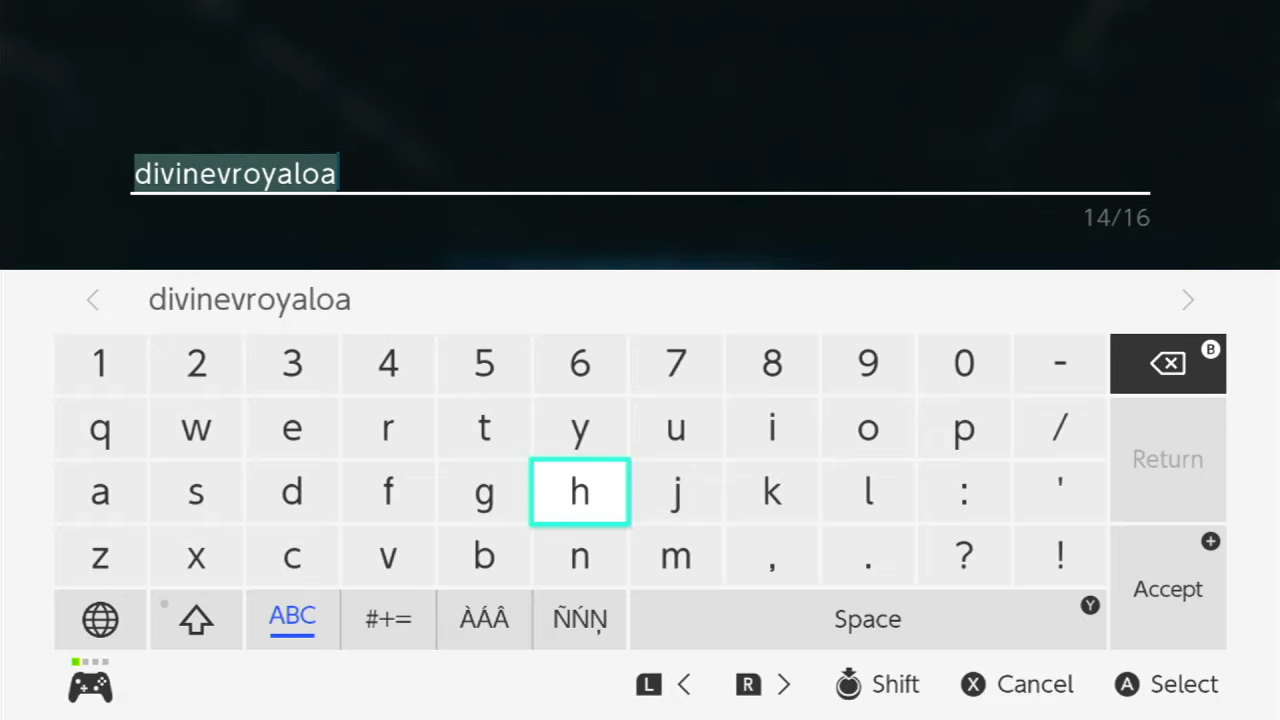 divinevroyaloa
14/16
< divinevroyaloa >
1 2 3 4 5 6 7 8 9 0 - B
q w e r t y u i o p / Return
a s d f g h j k l : '
z x c v b n m , . ? ! + Accept
ABC #+= ÀÁÂ ÑŃŅ Space Y
L < R > Shift X Cancel A Select